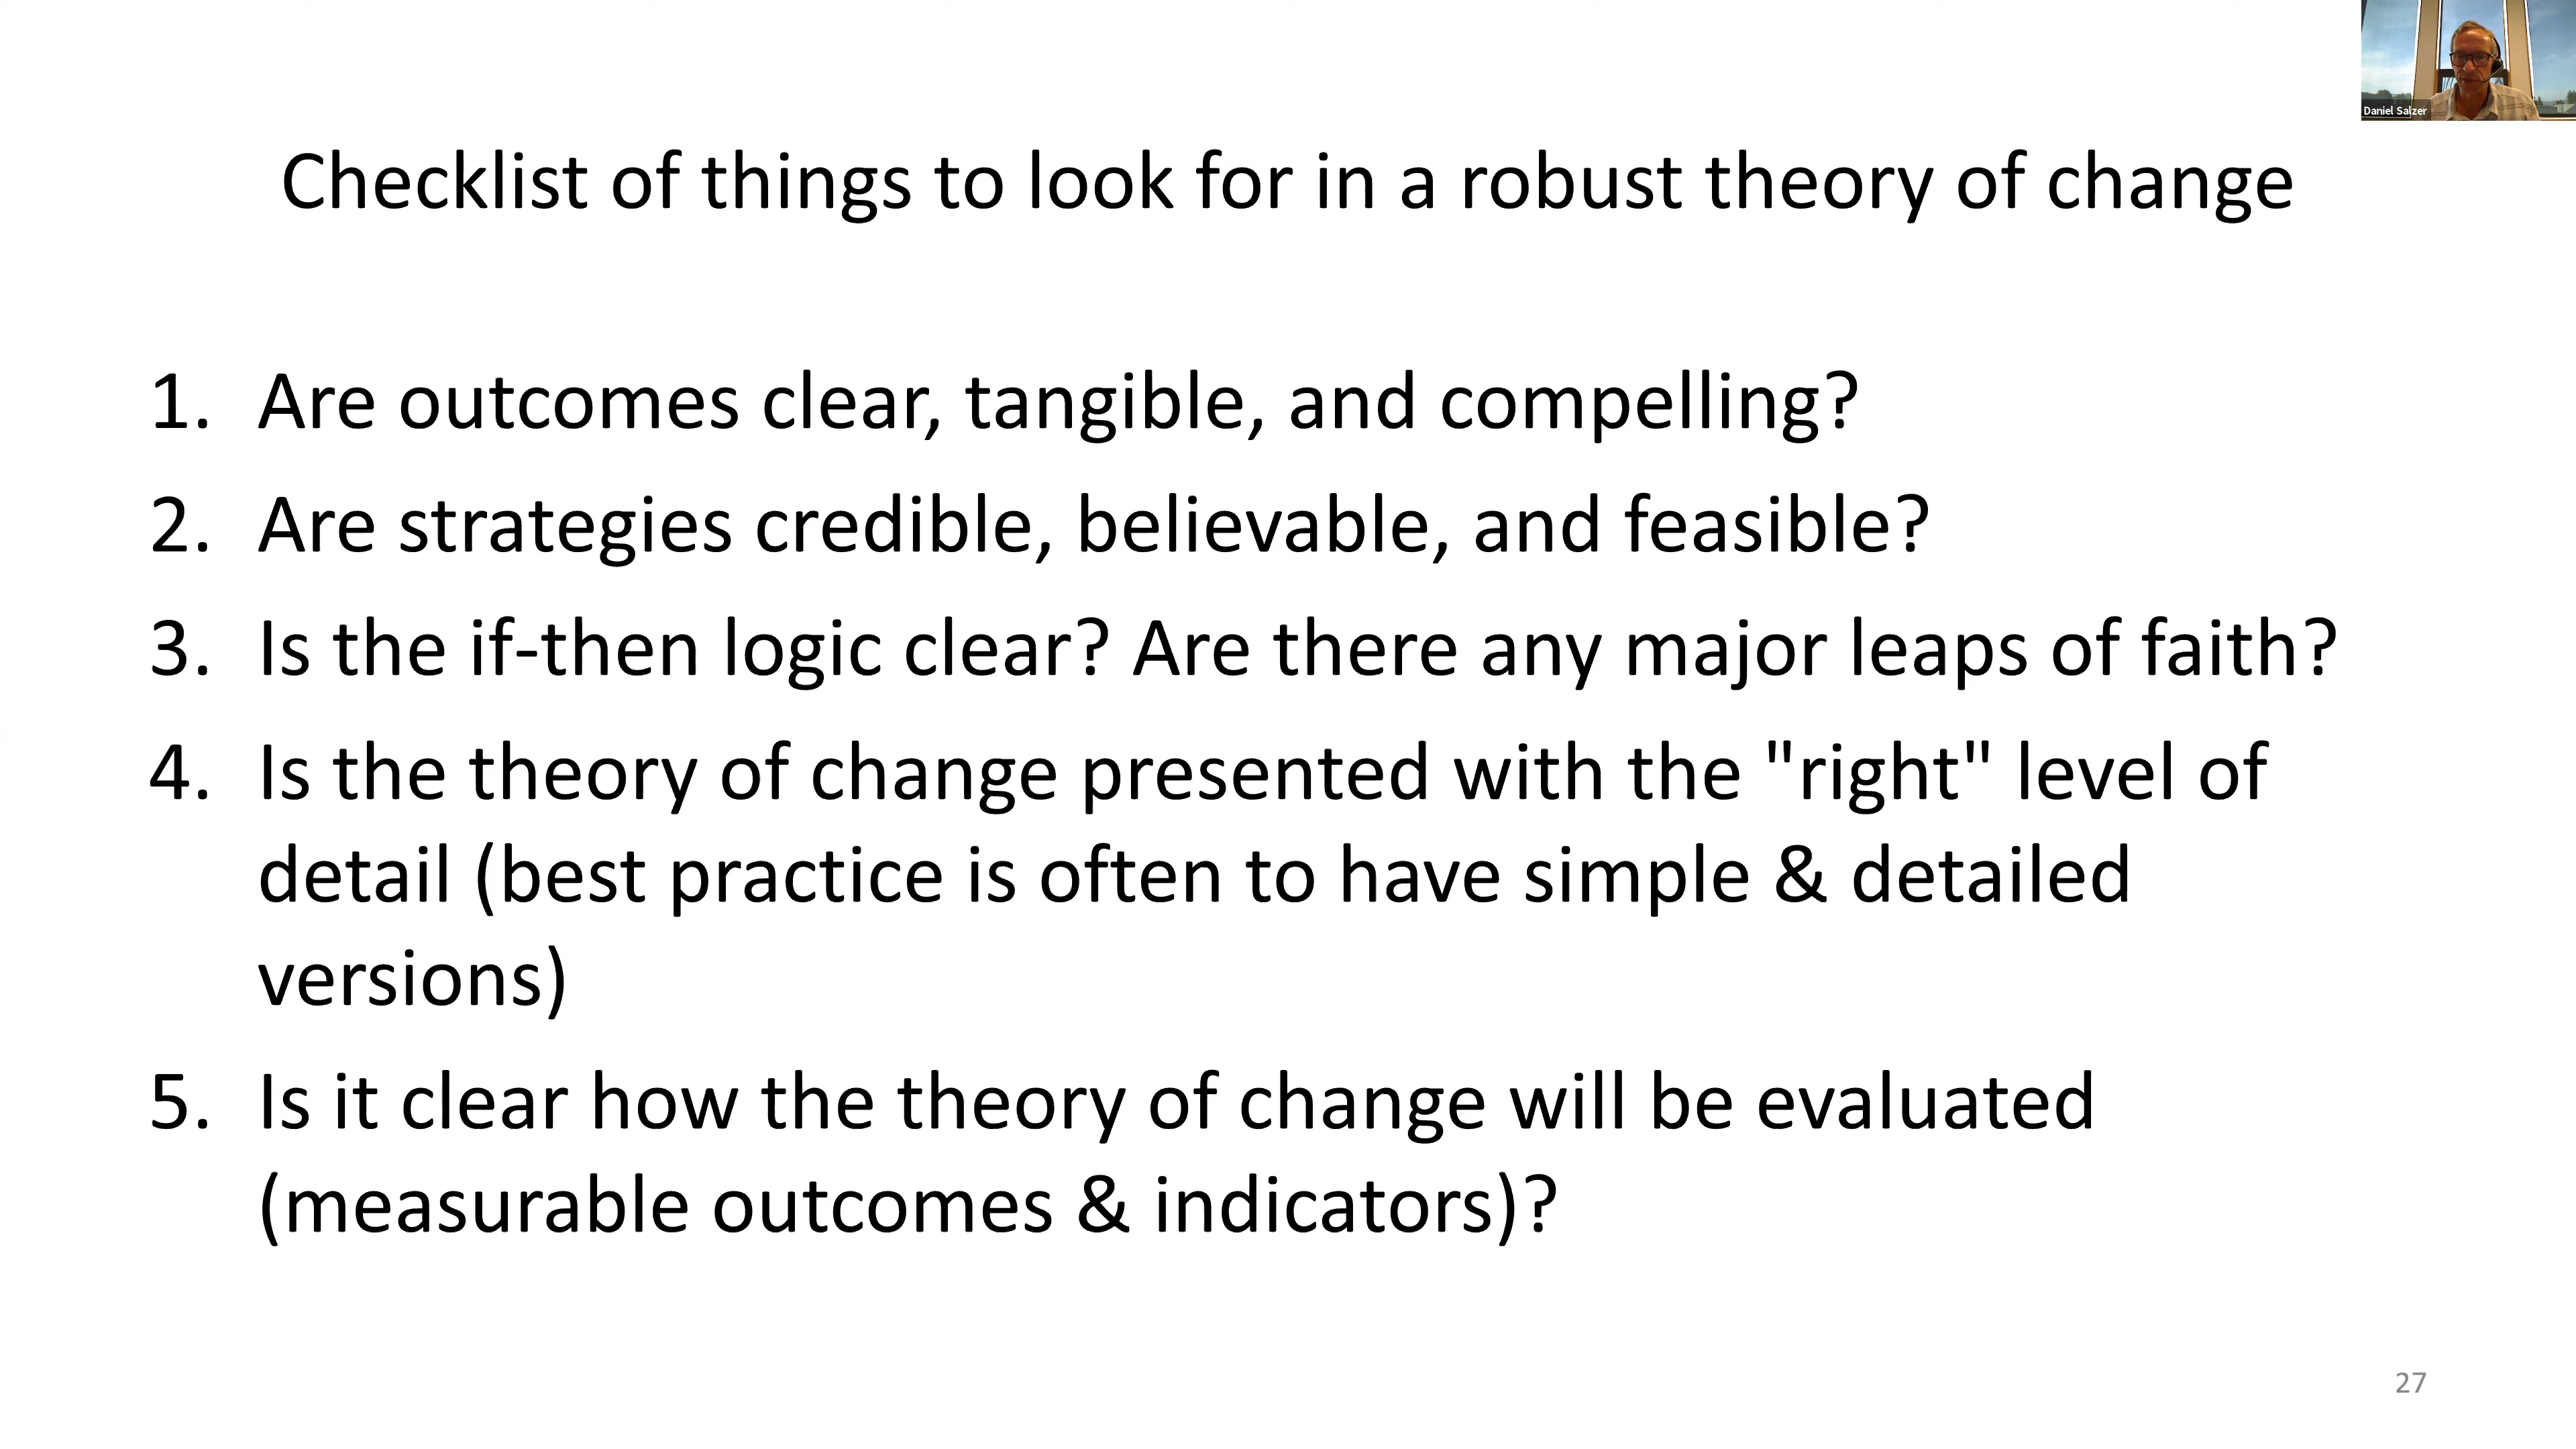 Daniel Salzer
Checklist of things to look for in a robust theory of change
1. Are outcomes clear, tangible, and compelling?
2. Are strategies credible, believable, and feasible?
3. Is the if-then logic clear? Are there any major leaps of faith?
4. Is the theory of change presented with the "right" level of
detail (best practice is often to have simple & detailed
versions)
5. Is it clear how the theory of change will be evaluated
(measurable outcomes & indicators)?
27